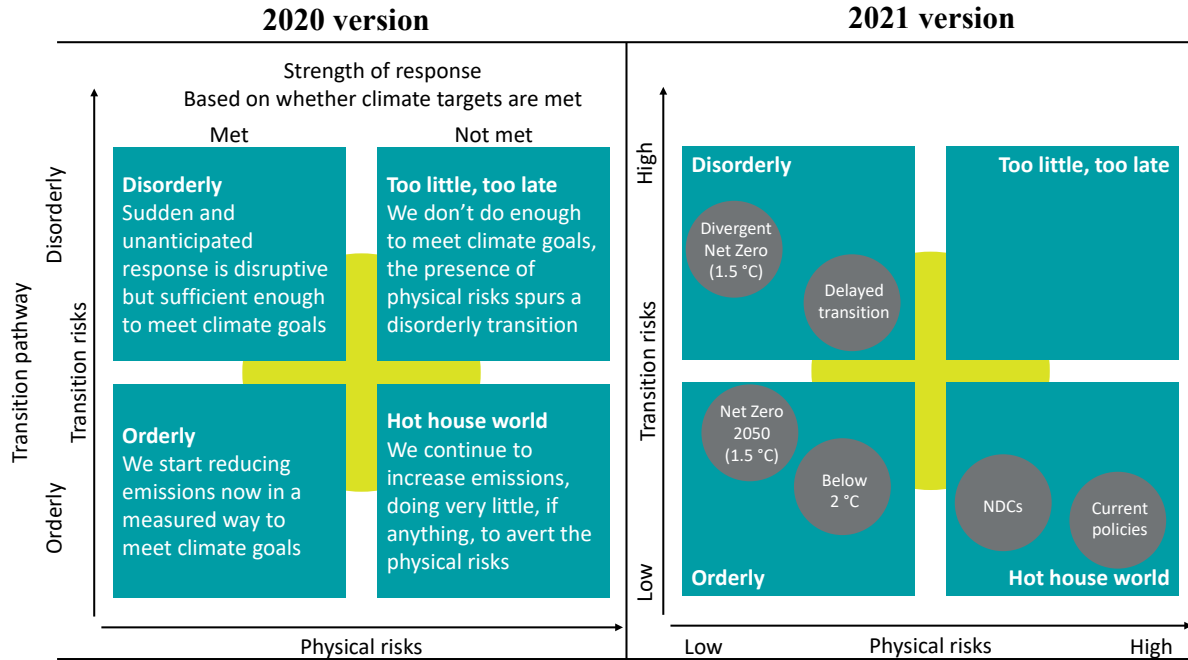 2020 version
2021 version
Strength of response
Based on whether climate targets are met
Met
Not met
Transition pathway
Disorderly
Orderly
Transition risks
Disorderly
Sudden and
unanticipated
response is disruptive
but sufficient enough
to meet climate goals
Too little, too late
We don’t do enough
to meet climate goals,
the presence of
physical risks spurs a
disorderly transition
Orderly
We start reducing
emissions now in a
measured way to
meet climate goals
Hot house world
We continue to
increase emissions,
doing very little, if
anything, to avert the
physical risks
Physical risks
High
Transition risks
Low
Disorderly
Divergent
Net Zero
(1.5 °C)
Delayed
transition
Too little, too late
Net Zero
2050
(1.5 °C)
Below
2 °C
Orderly
NDCs
Current
policies
Hot house world
Low
Physical risks
High